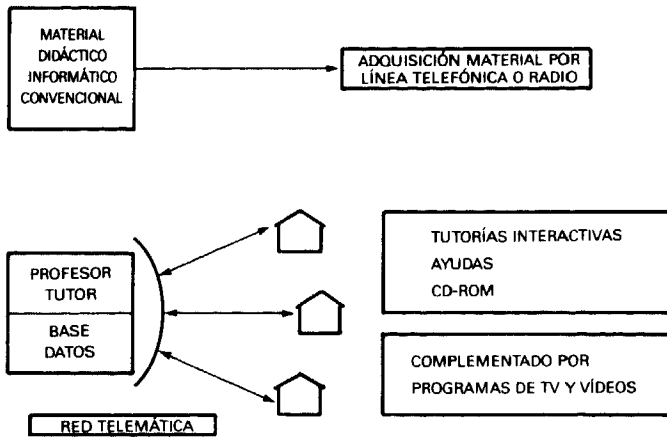 MATERIAL
DIDÁCTICO
INFORMÁTICO
CONVENCIONAL
ADQUISICIÓN MATERIAL POR
LÍNEA TELEFÓNICA O RADIO
PROFESOR
TUTOR
BASE
DATOS
RED TELEMÁTICA
TUTORÍAS INTERACTIVAS
AYUDAS
CD-ROM
COMPLEMENTADO POR
PROGRAMAS DE TV Y VÍDEOS